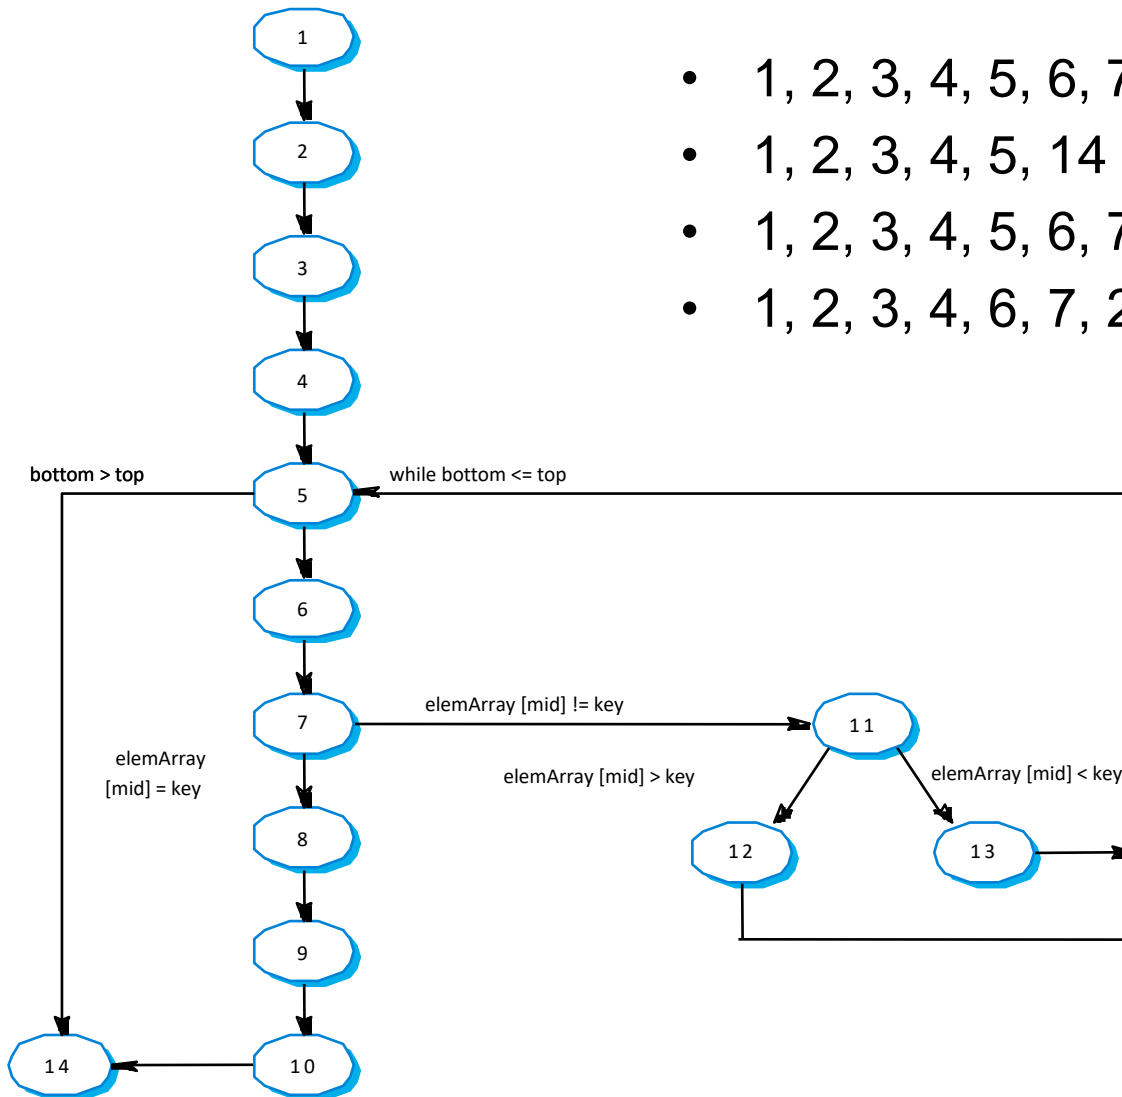 1
• 1, 2, 3, 4, 5, 6, 7
2
• 1, 2, 3, 4, 5, 14
3
• 1, 2, 3, 4, 5, 6, 7
• 1, 2, 3, 4, 6, 7, 2
4
bottom > top
while bottom <= top
5
6
elemArray [mid] != key
7
11
elemArray
[mid] = key
elemArray [mid] > key
elemArray [mid] < key
8
12
13
9
14
10